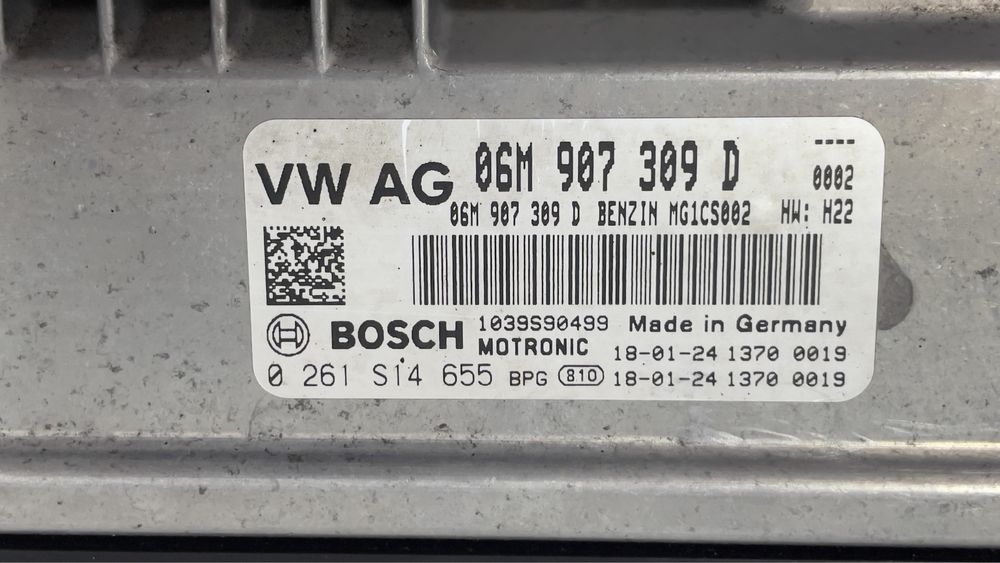 VW AG 06M 907 309 D ----
0002
06M 907 309 D BENZIN MG1CS002 HW: H22
BOSCH 1039S90499 Made in Germany
MOTRONIC 18-01-24 1370 0019
0 261 S14 655 BPG 810 18-01-24 1370 0019